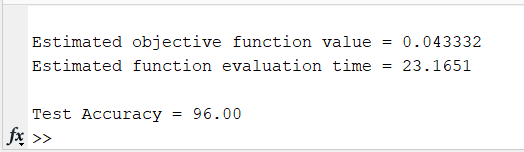 Estimated objective function value = 0.043332
Estimated function evaluation time = 23.1651
Test Accuracy = 96.00
fx >>